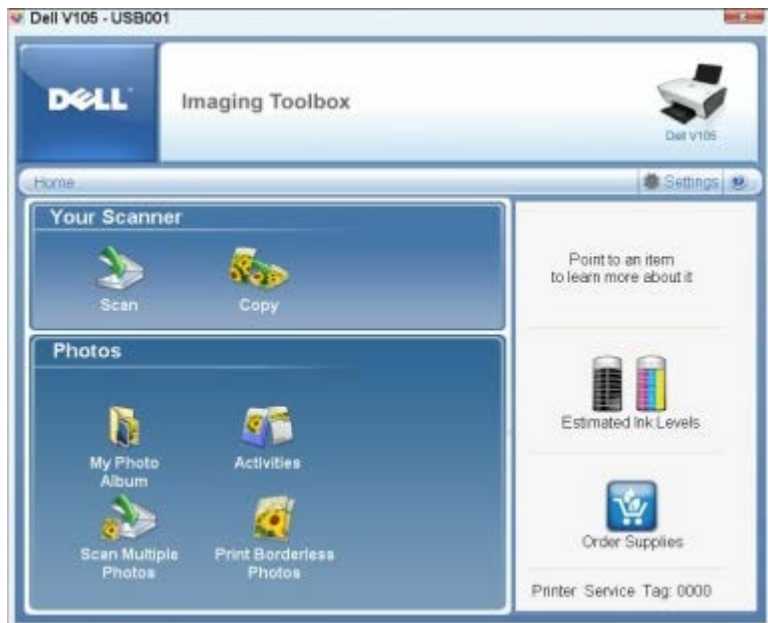 Dell V105 - USB001
DELL
Imaging Toolbox
Dell V105
Home
Settings
?
Your Scanner
Scan
Copy
Photos
My Photo
Album
Activities
Scan Multiple
Photos
Print Borderless
Photos
Point to an item
to learn more about it
Estimated Ink Levels
Order Supplies
Printer Service Tag: 0000